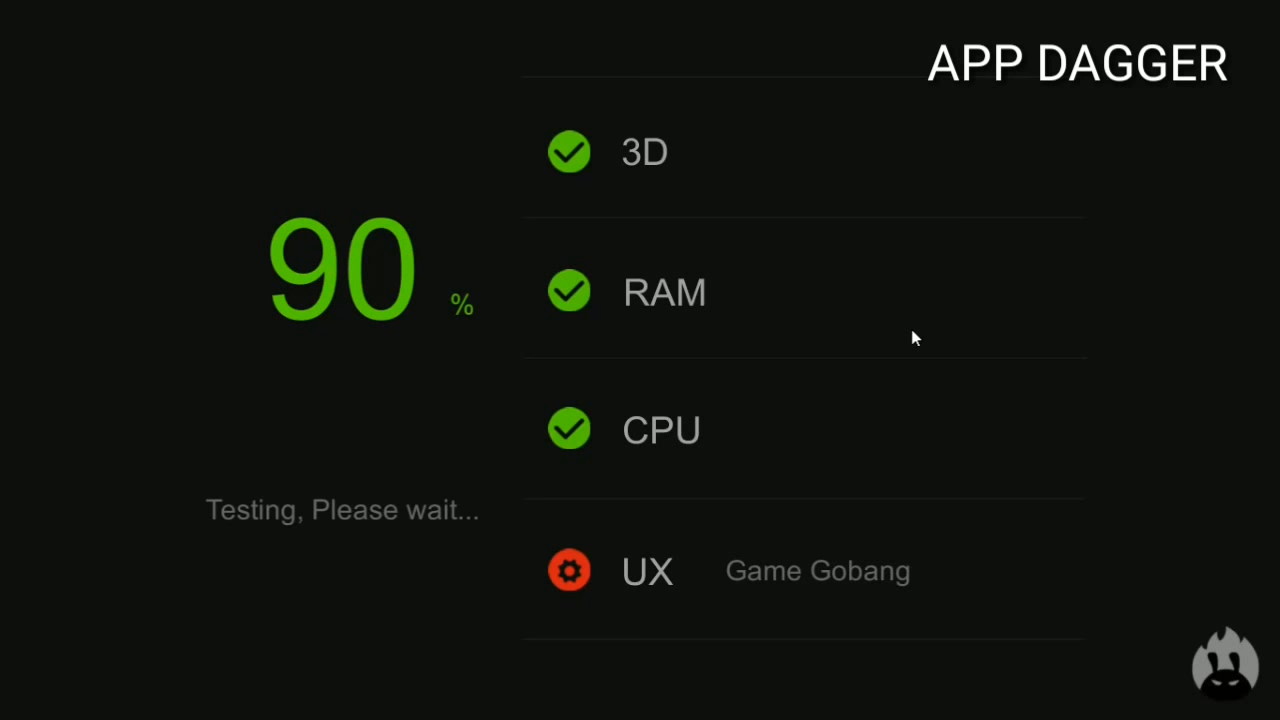 APP DAGGER
3D
90 %
RAM
CPU
Testing, Please wait...
UX Game Gobang